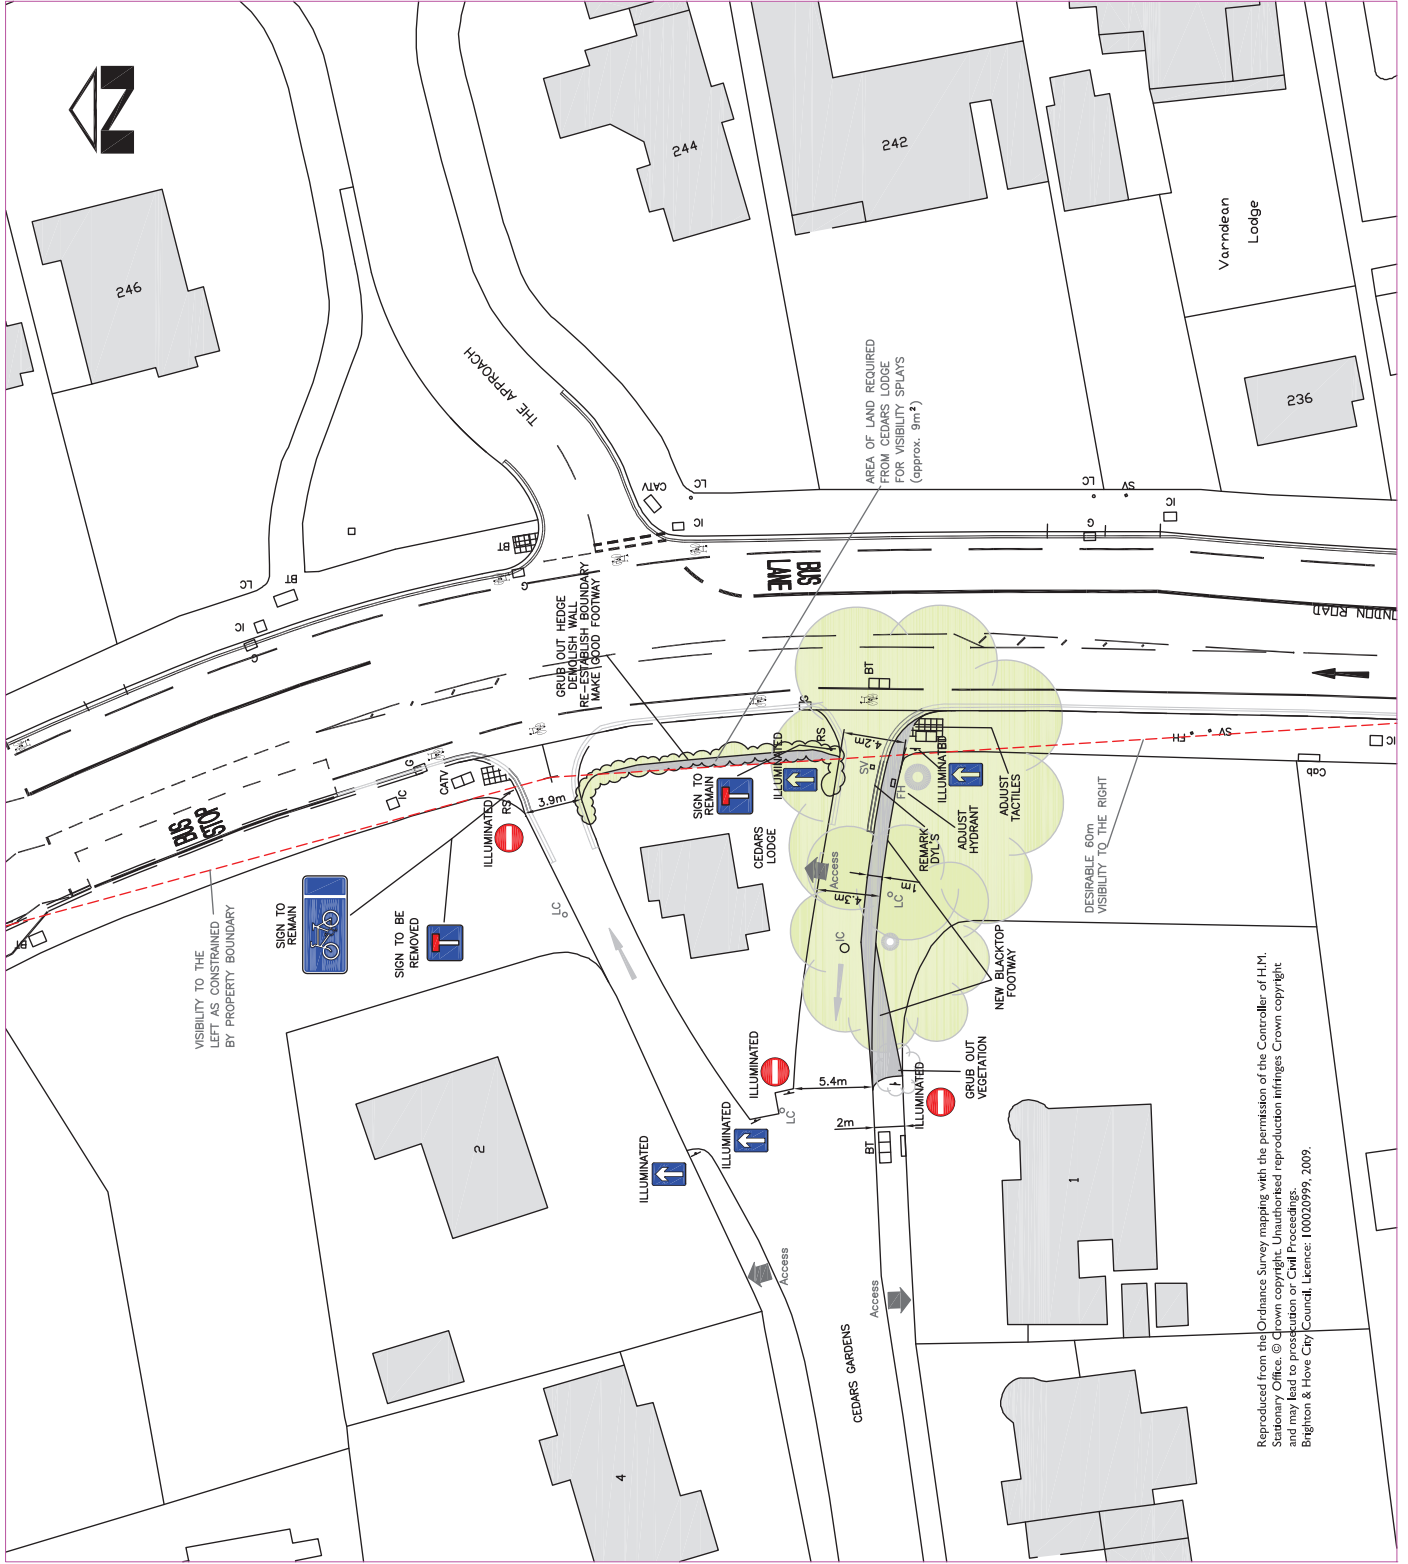 N
246
244
242
Varndean
Lodge
236
THE APPROACH
AREA OF LAND REQUIRED
FROM CEDARS LODGE
FOR VISIBILITY SPLAYS
(approx. 9m²)
CATV
LC
IC
LC
SV
IC
G
BT
LC
BT
IC
G
G
BUS
LANE
GRUB OUT HEDGE
DEMOLISH WALL
RE-ESTABLISH BOUNDARY
MAKE GOOD FOOTWAY
BT
G
RS
4.2m
ILLUMINATED
SIGN TO
REMAIN
CEDARS
LODGE
SV
FH
ILLUMINATED
ADJUST
TACTILES
ADJUST
HYDRANT
REMARK
DYL'S
FH
SV
IC
Cab
DESIRABLE 60m
VISIBILITY TO THE RIGHT
BUS
STOP
G
IC
CATV
RS
ILLUMINATED
3.9m
BT
VISIBILITY TO THE
LEFT AS CONSTRAINED
BY PROPERTY BOUNDARY
SIGN TO
REMAIN
SIGN TO BE
REMOVED
LC
Access
4.3m
1m
LC
IC
NEW BLACKTOP
FOOTWAY
GRUB OUT
VEGETATION
ILLUMINATED
5.4m
2m
LC
ILLUMINATED
ILLUMINATED
ILLUMINATED
BT
2
1
4
Access
Access
CEDARS GARDENS
Reproduced from the Ordnance Survey mapping with the permission of the Controller of H.M.
Stationary Office. © Crown copyright. Unauthorised reproduction infringes Crown copyright
and may lead to prosecution or Civil Proceedings.
Brighton & Hove City Council. Licence: 100020999, 2009.